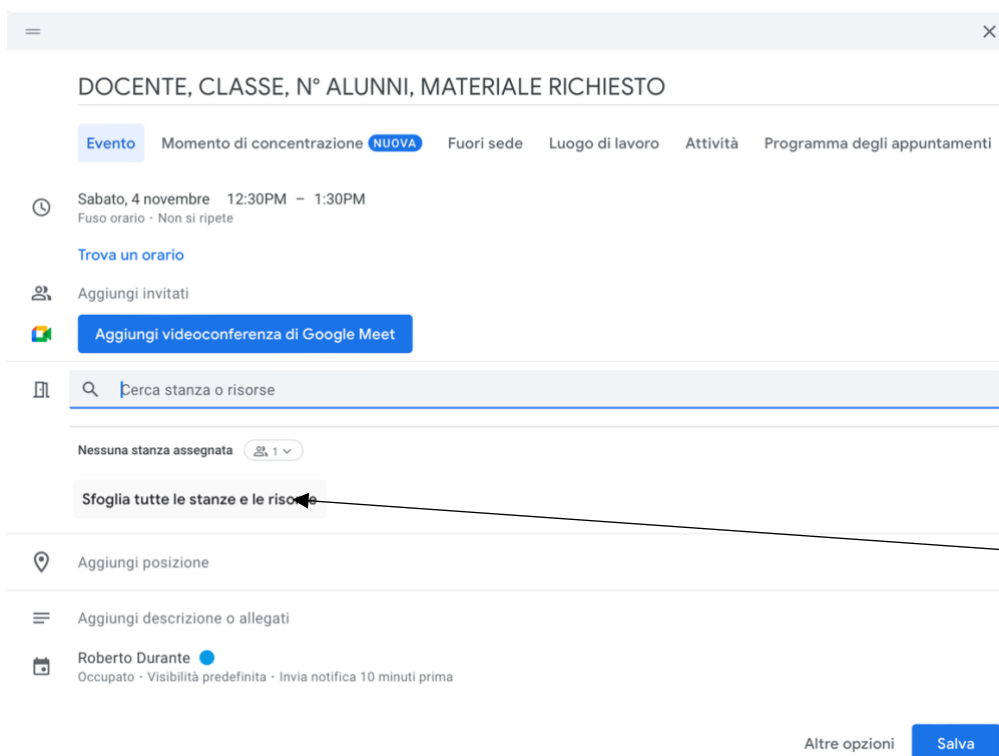 DOCENTE, CLASSE, N° ALUNNI, MATERIALE RICHIESTO
Evento Momento di concentrazione NUOVA Fuori sede Luogo di lavoro Attività Programma degli appuntamenti
Sabato, 4 novembre 12:30PM – 1:30PM
Fuso orario · Non si ripete
Trova un orario
Aggiungi invitati
Aggiungi videoconferenza di Google Meet
Cerca stanza o risorse
Nessuna stanza assegnata 1
Sfoglia tutte le stanze e le risorse
Aggiungi posizione
Aggiungi descrizione o allegati
Roberto Durante
Occupato · Visibilità predefinita · Invia notifica 10 minuti prima
Altre opzioni Salva